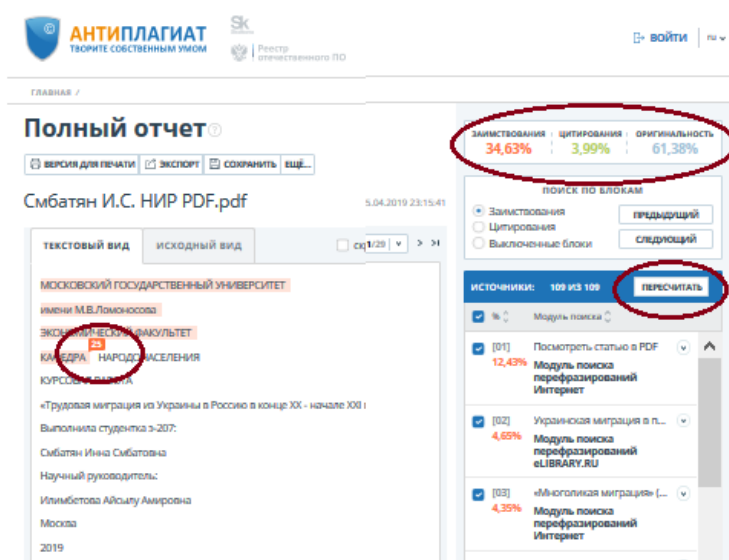 АНТИПЛАГИАТ
ТВОРИТЕ СОБСТВЕННЫМ УМОМ
Sk
Реестр
отечественного ПО
ВОЙТИ
RU
ГЛАВНАЯ /
Полный отчет
ВЕРСИЯ ДЛЯ ПЕЧАТИ ЭКСПОРТ СОХРАНИТЬ ЕЩЁ...
Смбатян И.С. НИР PDF.pdf
5.04.2019 23:15:41
ТЕКСТОВЫЙ ВИД ИСХОДНЫЙ ВИД
1/29
МОСКОВСКИЙ ГОСУДАРСТВЕННЫЙ УНИВЕРСИТЕТ
имени М.В.Ломоносова
ЭКОНОМИЧЕСКИЙ ФАКУЛЬТЕТ
25
КАФЕДРА НАРОДОНАСЕЛЕНИЯ
КУРСОВАЯ РАБОТА
«Трудовая миграция из Украины в Россию в конце XX - начале XXI
Выполнила студентка э-207:
Смбатян Инна Смбатовна
Научный руководитель:
Илимбетова Айсылу Амировна
Москва
2019
ЗАИМСТВОВАНИЯ ЦИТИРОВАНИЯ ОРИГИНАЛЬНОСТЬ
34,63% 3,99% 61,38%
ПОИСК ПО БЛОКАМ
Заимствования
Цитирования
Выключенные блоки
ПРЕДЫДУЩИЙ
СЛЕДУЮЩИЙ
ИСТОЧНИКИ: 109 ИЗ 109 ПЕРЕСЧИТАТЬ
% Модуль поиска
[01] Посмотреть статью в PDF
12,43% Модуль поиска
перефразирований
Интернет
[02] Украинская миграция в п...
4,65% Модуль поиска
перефразирований
eLIBRARY.RU
[03] «Многоликая миграция» (...
4,35% Модуль поиска
перефразирований
Интернет